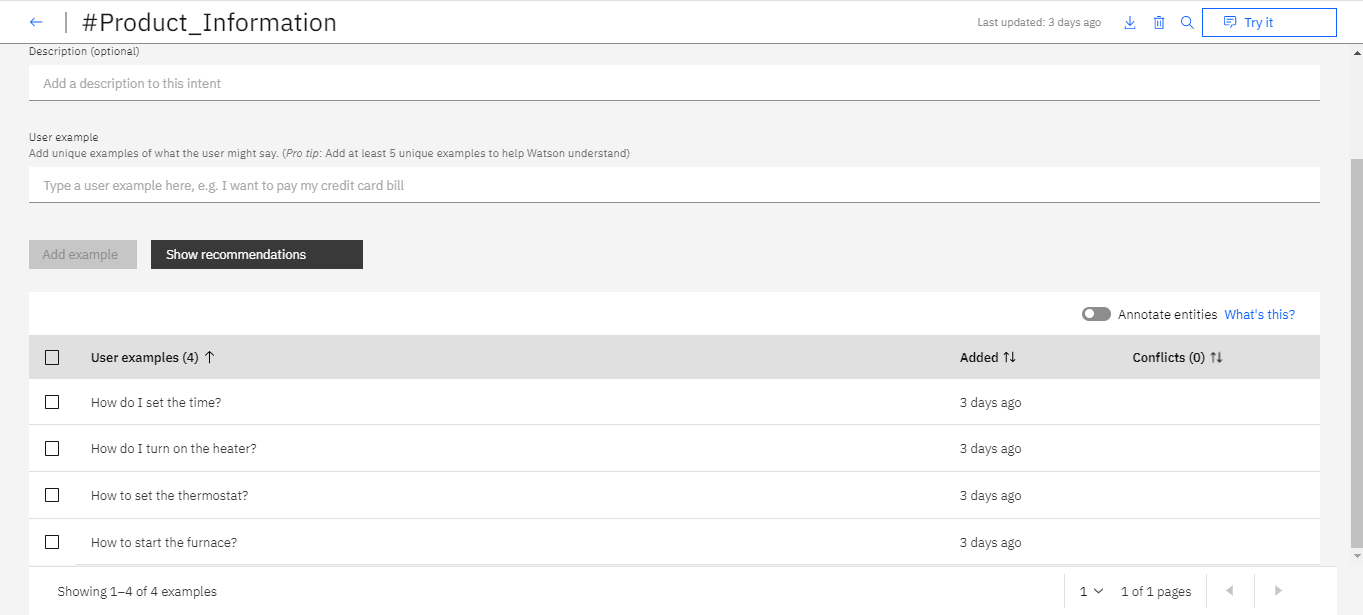 #Product_Information
Last updated: 3 days ago
Try it
Description (optional)
Add a description to this intent
User example
Add unique examples of what the user might say. (Pro tip: Add at least 5 unique examples to help Watson understand)
Type a user example here, e.g. I want to pay my credit card bill
Add example
Show recommendations
Annotate entities What's this?
User examples (4) Added Conflicts (0)
How do I set the time? 3 days ago
How do I turn on the heater? 3 days ago
How to set the thermostat? 3 days ago
How to start the furnace? 3 days ago
Showing 1–4 of 4 examples 1 1 of 1 pages